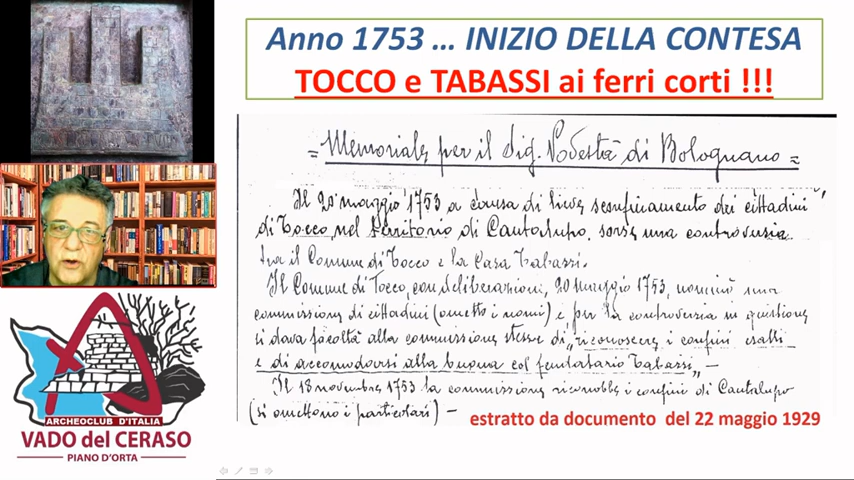 Anno 1753 ... INIZIO DELLA CONTESA
TOCCO e TABASSI ai ferri corti !!!
= Memoriale per il Sig. Podestà di Bolognano =
Il 20 maggio 1753 a causa di lieve sconfinamento dei cittadini
di Tocco, nel territorio di Cantalupo, sorse una controversia
tra il Comune di Tocco e la Casa Tabassi.
Il Comune di Tocco, con deliberazioni, 20 maggio 1753, nominò una
commissione di cittadini (ometto i nomi) e per la controversia in questione
si dava facoltà alla commissione stessa di "riconoscere i confini esatti
e di accomodarsi alla buona col feudatario Tabassi" —
Il 18 novembre 1753 la commissione riconobbe i confini di Cantalupo
(si omettono i particolari) —
estratto da documento del 22 maggio 1929
ARCHEOCLUB D'ITALIA
VADO del CERASO
PIANO D'ORTA